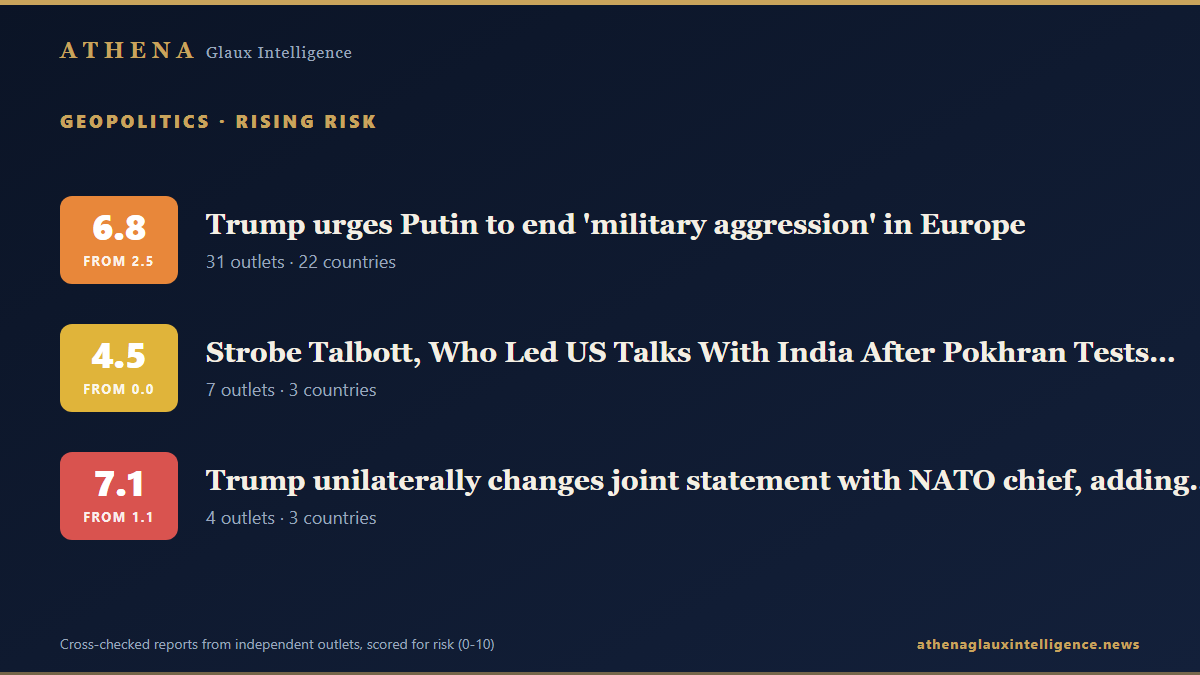 ATHENA Glaux Intelligence
GEOPOLITICS · RISING RISK
6.8
FROM 2.5
Trump urges Putin to end 'military aggression' in Europe
31 outlets · 22 countries
4.5
FROM 0.0
Strobe Talbott, Who Led US Talks With India After Pokhran Tests...
7 outlets · 3 countries
7.1
FROM 1.1
Trump unilaterally changes joint statement with NATO chief, adding...
4 outlets · 3 countries
Cross-checked reports from independent outlets, scored for risk (0-10)
athenaglauxintelligence.news